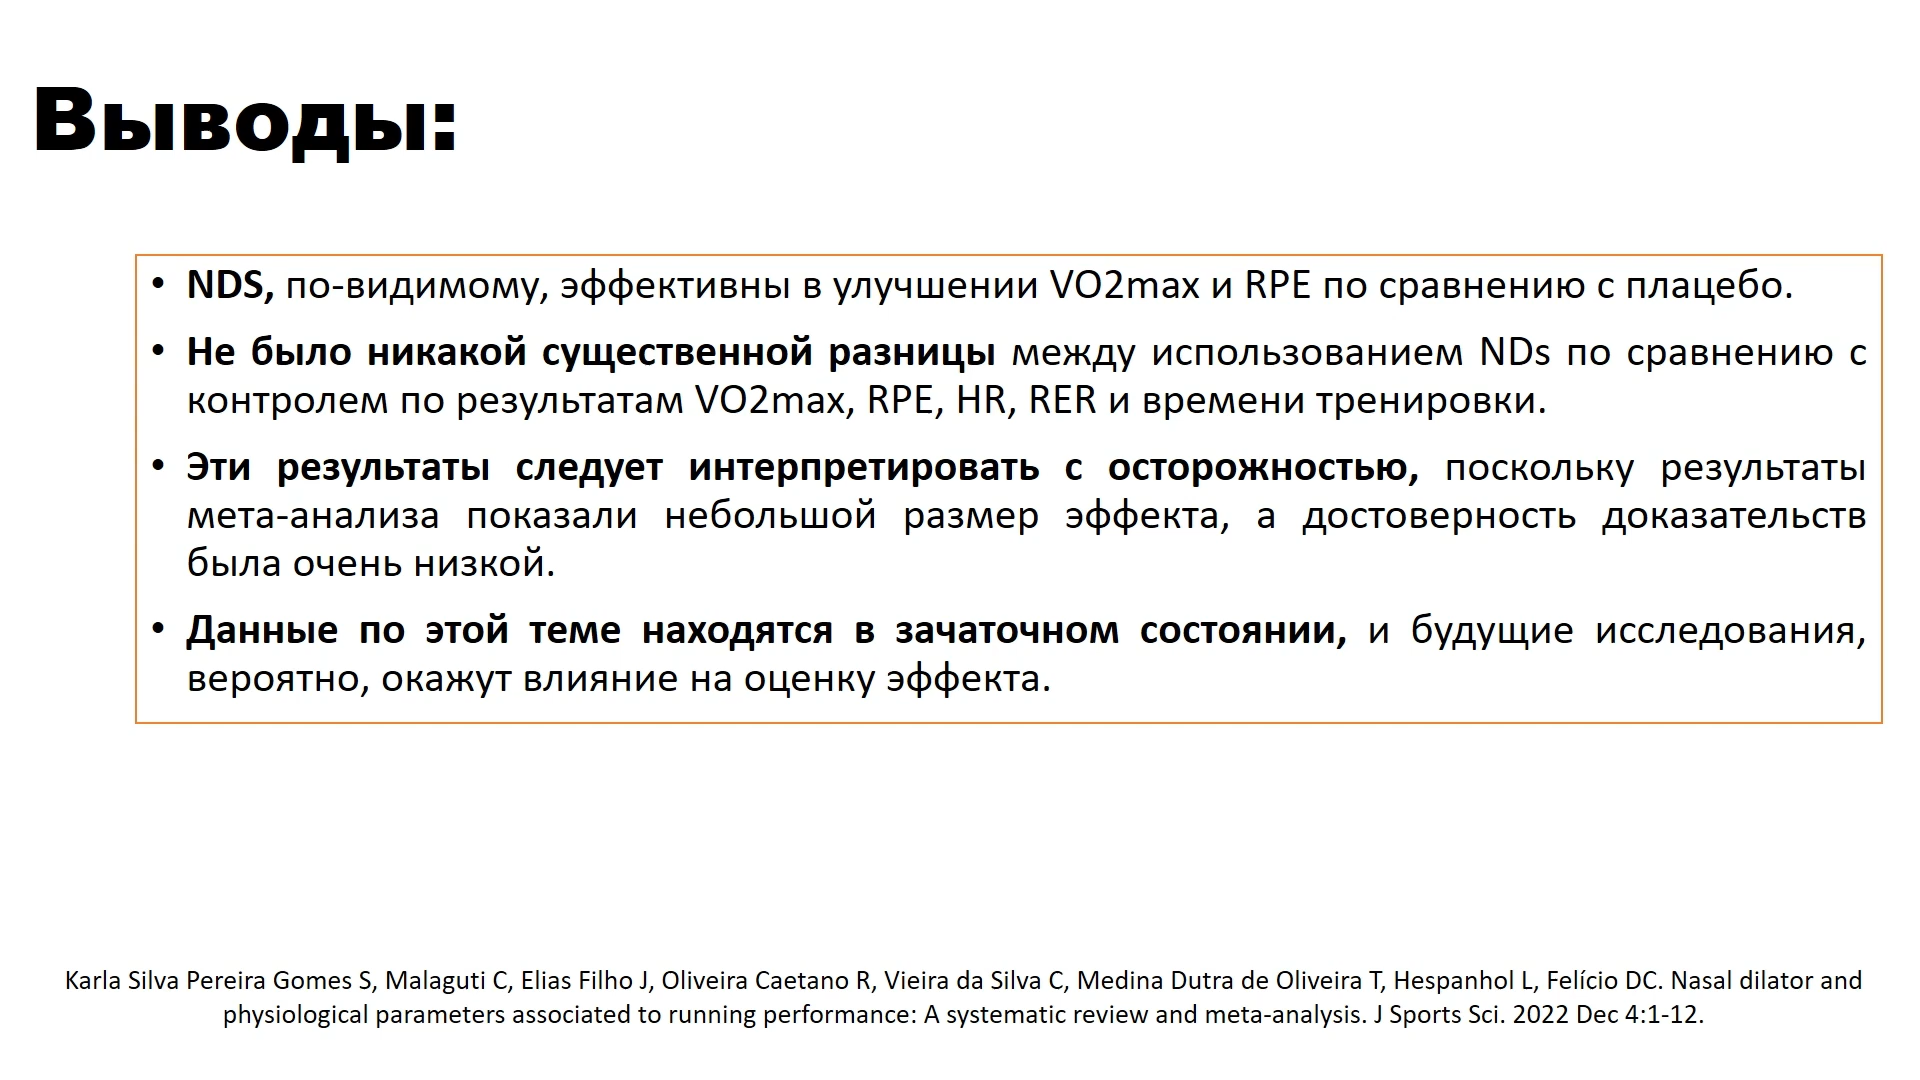 Выводы:
• NDS, по-видимому, эффективны в улучшении VO2max и RPE по сравнению с плацебо.
• Не было никакой существенной разницы между использованием NDs по сравнению с
контролем по результатам VO2max, RPE, HR, RER и времени тренировки.
• Эти результаты следует интерпретировать с осторожностью, поскольку результаты
мета-анализа показали небольшой размер эффекта, а достоверность доказательств
была очень низкой.
• Данные по этой теме находятся в зачаточном состоянии, и будущие исследования,
вероятно, окажут влияние на оценку эффекта.
Karla Silva Pereira Gomes S, Malaguti C, Elias Filho J, Oliveira Caetano R, Vieira da Silva C, Medina Dutra de Oliveira T, Hespanhol L, Felício DC. Nasal dilator and
physiological parameters associated to running performance: A systematic review and meta-analysis. J Sports Sci. 2022 Dec 4:1-12.